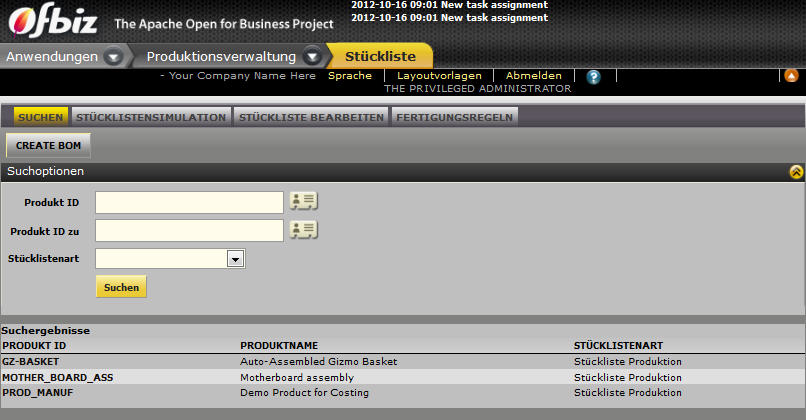 Ofbiz The Apache Open for Business Project
2012-10-16 09:01 New task assignment
2012-10-16 09:01 New task assignment
Anwendungen Produktionsverwaltung Stückliste
- Your Company Name Here Sprache Layoutvorlagen Abmelden ?
THE PRIVILEGED ADMINISTRATOR
SUCHEN STÜCKLISTENSIMULATION STÜCKLISTE BEARBEITEN FERTIGUNGSREGELN
CREATE BOM
Suchoptionen
Produkt ID
Produkt ID zu
Stücklistenart
Suchen
Suchergebnisse
PRODUKT ID PRODUKTNAME STÜCKLISTENART
GZ-BASKET Auto-Assembled Gizmo Basket Stückliste Produktion
MOTHER_BOARD_ASS Motherboard assembly Stückliste Produktion
PROD_MANUF Demo Product for Costing Stückliste Produktion